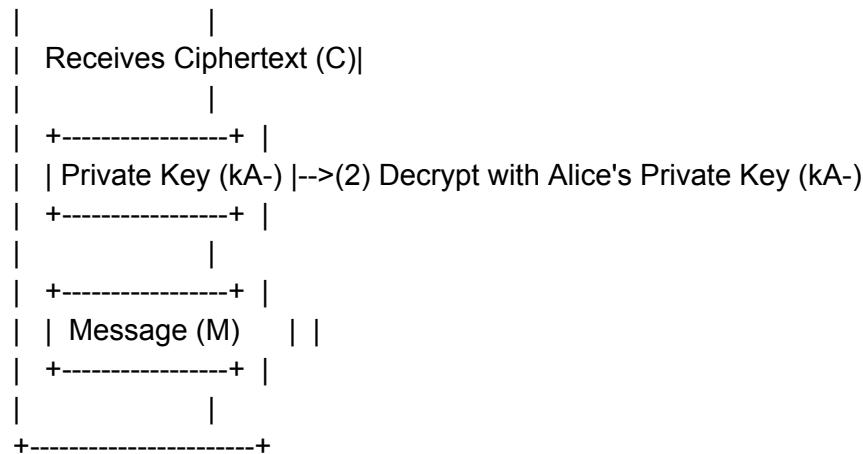 |                       |
|   Receives Ciphertext (C)|
|                       |
|   +-----------------+  |
|   | Private Key (kA-) |-->(2) Decrypt with Alice's Private Key (kA-)
|   +-----------------+  |
|                       |
|   +-----------------+  |
|   |  Message (M)      |  |
|   +-----------------+  |
|                       |
+-----------------------+